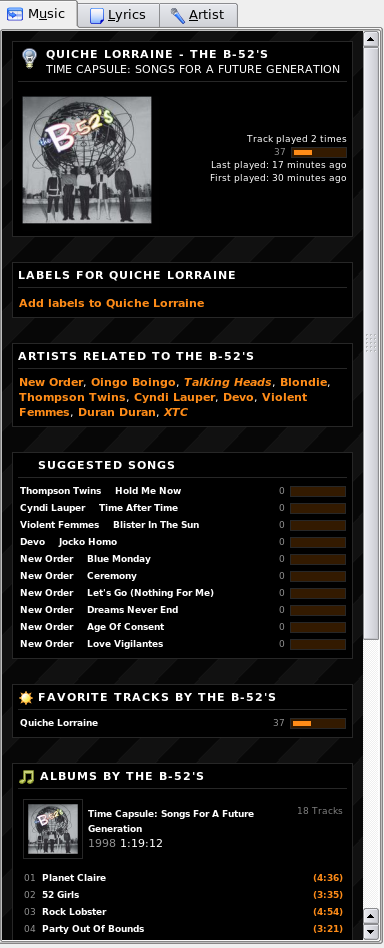 Music Lyrics Artist
QUICHE LORRAINE - THE B-52'S
TIME CAPSULE: SONGS FOR A FUTURE GENERATION
the B-52's
Track played 2 times
37
Last played: 17 minutes ago
First played: 30 minutes ago
LABELS FOR QUICHE LORRAINE
Add labels to Quiche Lorraine
ARTISTS RELATED TO THE B-52'S
New Order, Oingo Boingo, Talking Heads, Blondie,
Thompson Twins, Cyndi Lauper, Devo, Violent
Femmes, Duran Duran, XTC
SUGGESTED SONGS
Thompson Twins Hold Me Now 0
Cyndi Lauper Time After Time 0
Violent Femmes Blister In The Sun 0
Devo Jocko Homo 0
New Order Blue Monday 0
New Order Ceremony 0
New Order Let's Go (Nothing For Me) 0
New Order Dreams Never End 0
New Order Age Of Consent 0
New Order Love Vigilantes 0
FAVORITE TRACKS BY THE B-52'S
Quiche Lorraine 37
ALBUMS BY THE B-52'S
Time Capsule: Songs For A Future 18 Tracks
Generation
1998 1:19:12
01 Planet Claire (4:36)
02 52 Girls (3:35)
03 Rock Lobster (4:54)
04 Party Out Of Bounds (3:21)